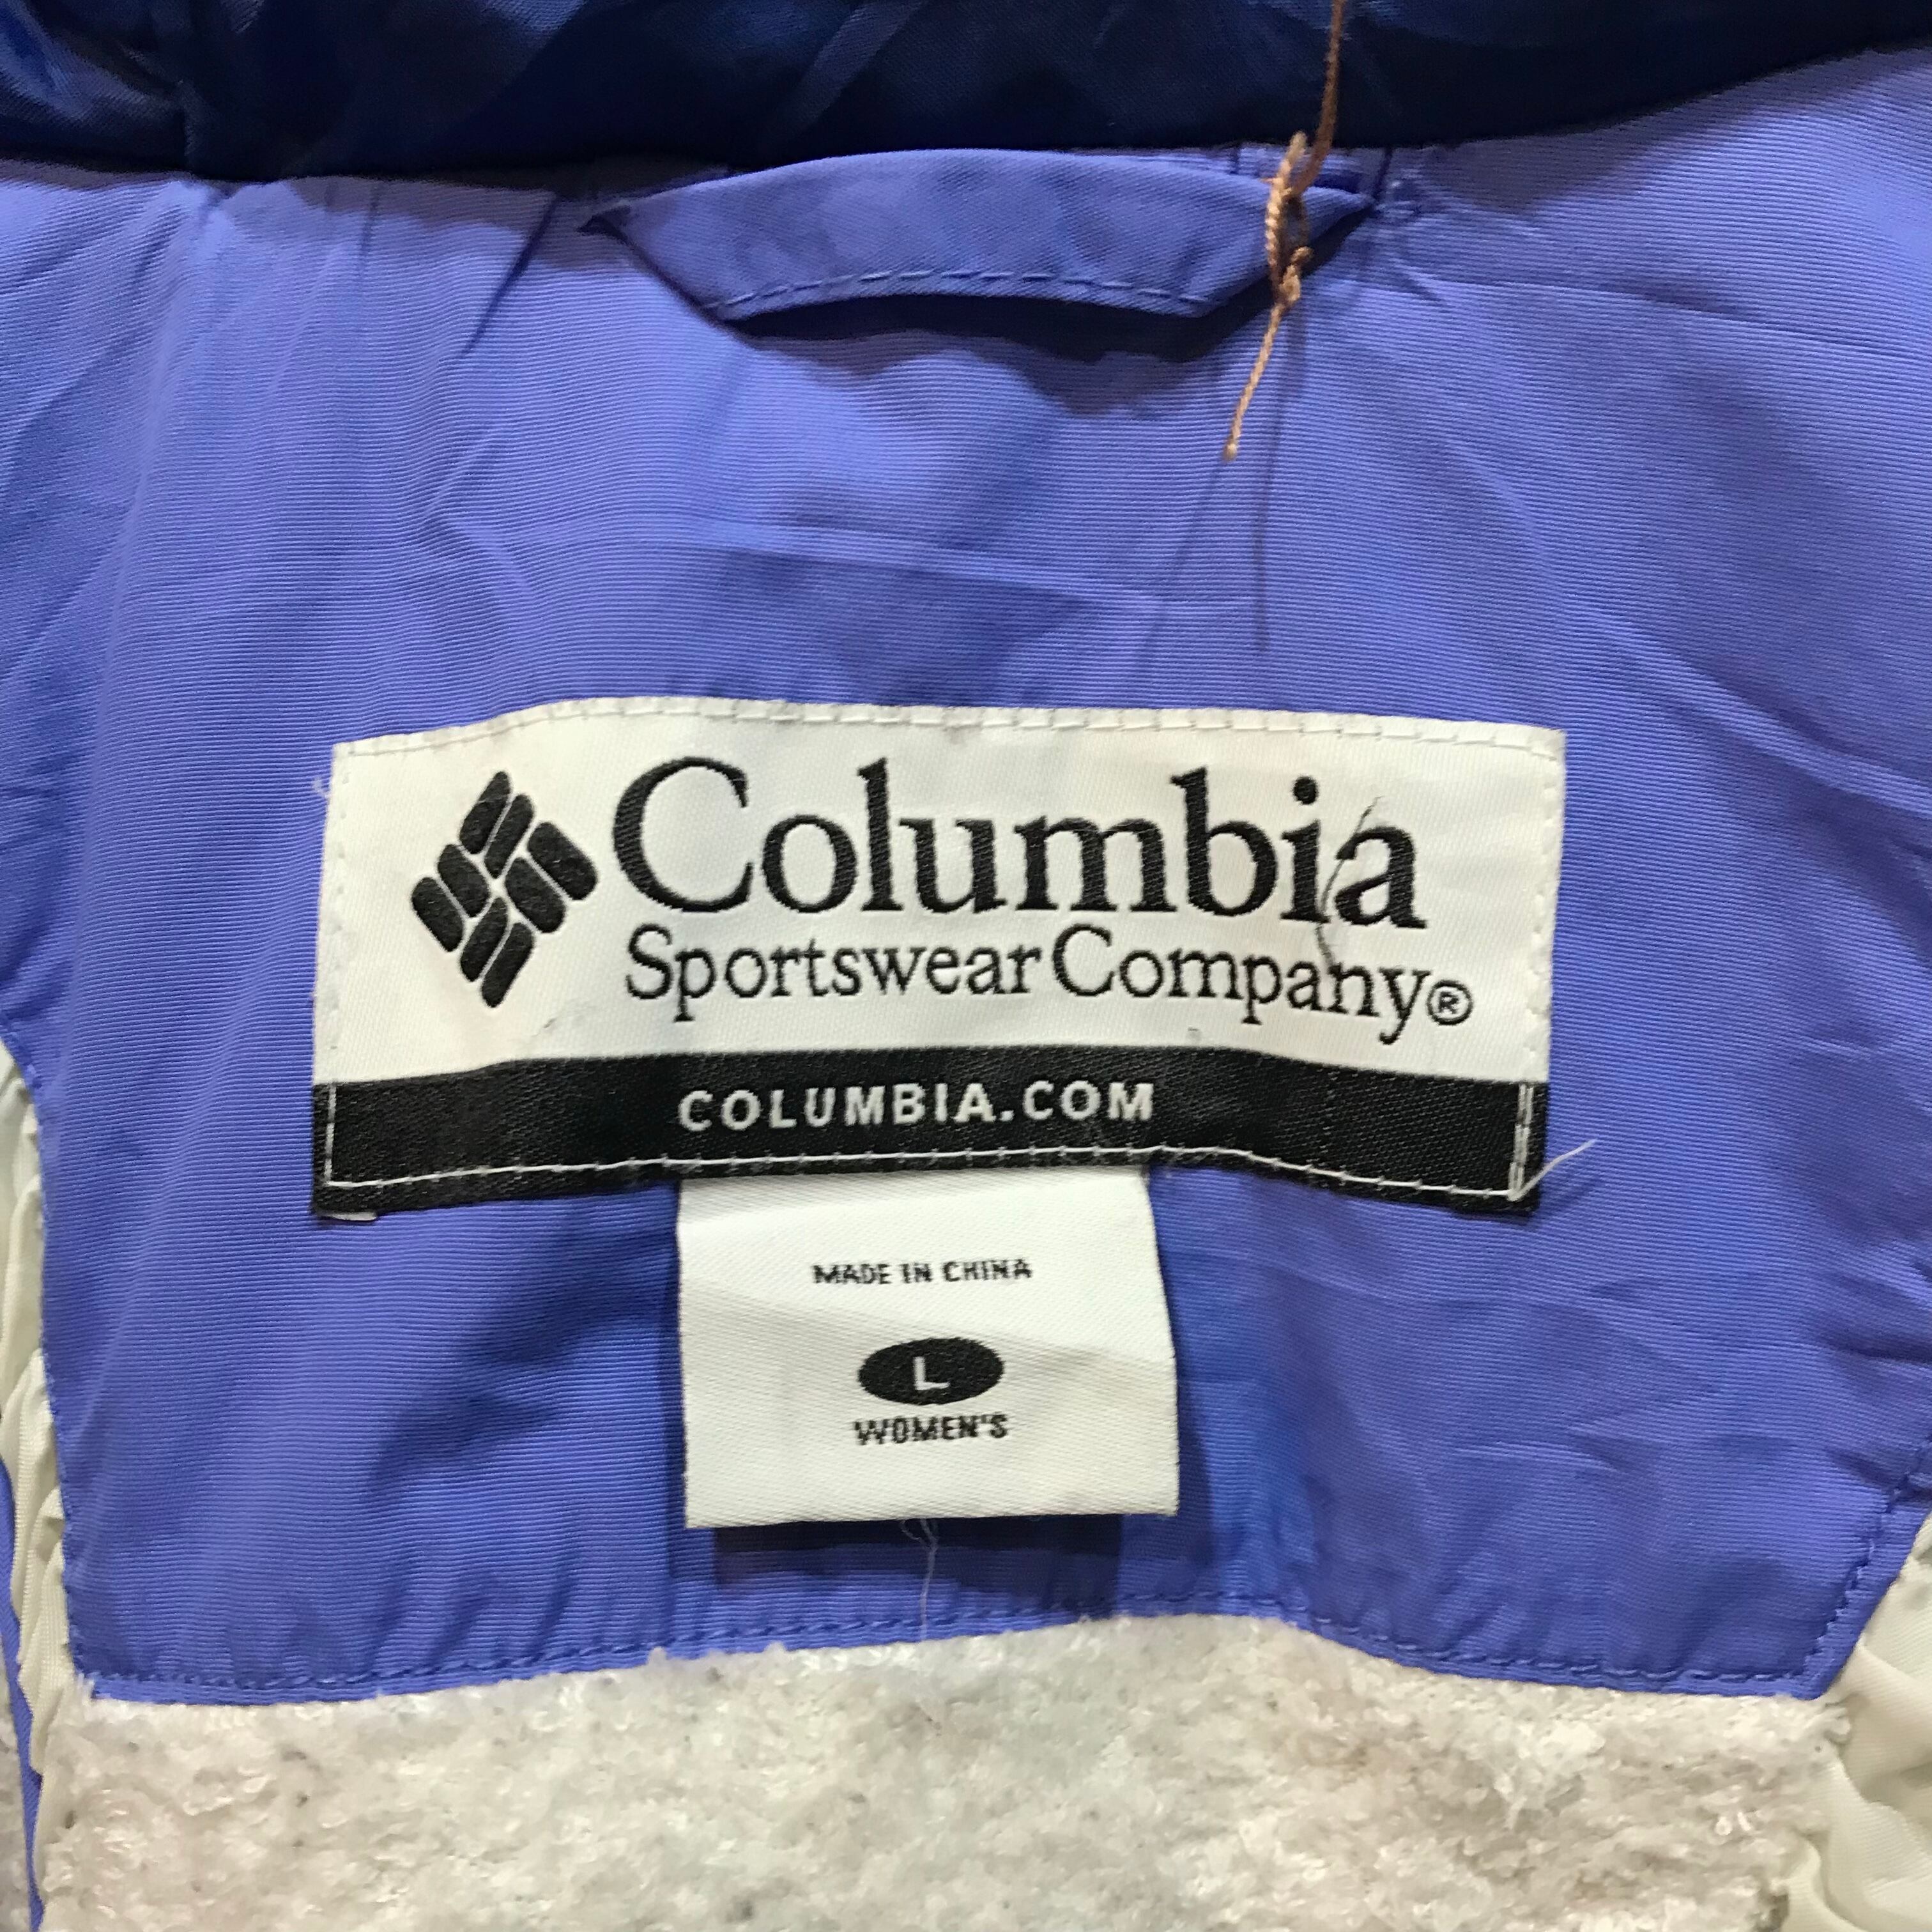 Columbia
Sportswear Company®
COLUMBIA.COM
MADE IN CHINA
L
WOMEN'S